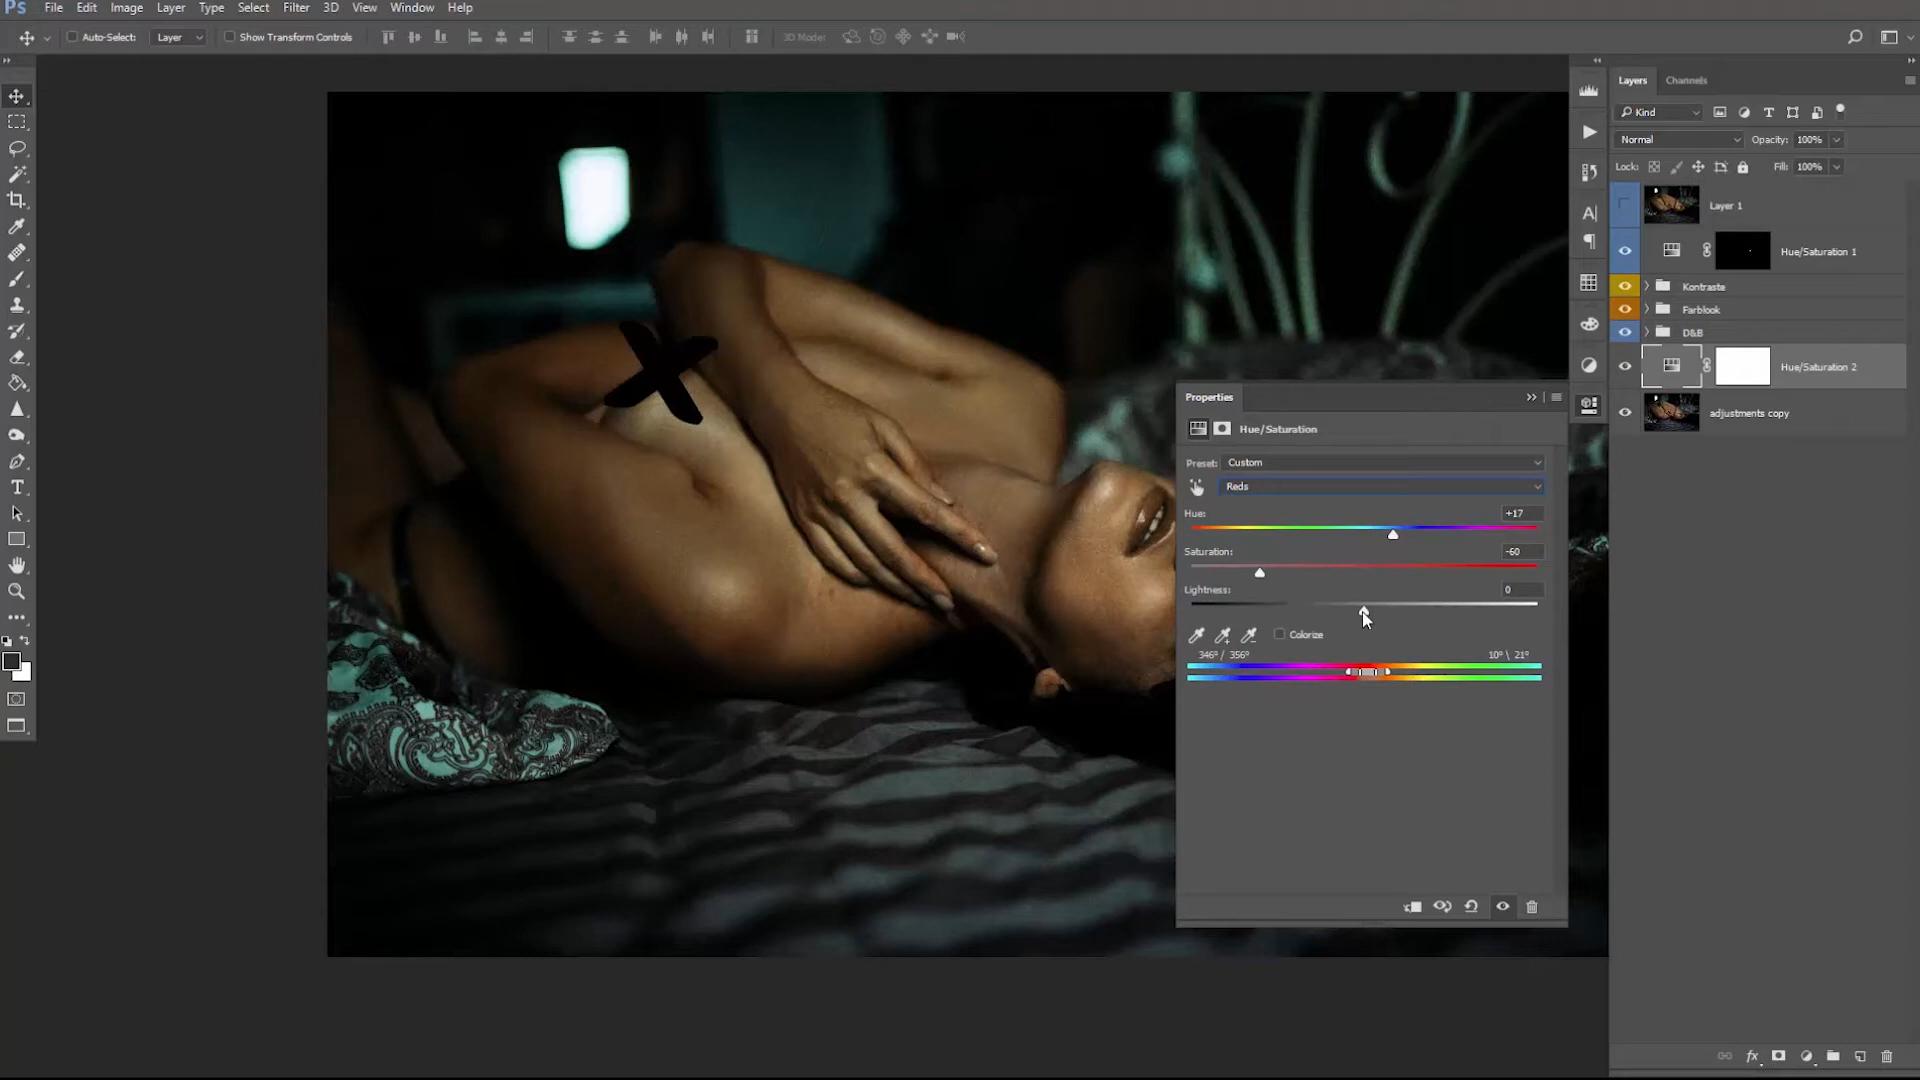 Ps File Edit Image Layer Type Select Filter 3D View Window Help
Auto-Select: Layer Show Transform Controls 3D Mode:
Layers Channels
Kind
Normal Opacity: 100%
Lock: Fill: 100%
Layer 1
Hue/Saturation 1
Kontraste
Farblook
D&B
Hue/Saturation 2
adjustments copy
Properties
Hue/Saturation
Preset: Custom
Reds
Hue: +17
Saturation: -60
Lightness: 0
Colorize
346°/ 356° 10° \ 21°